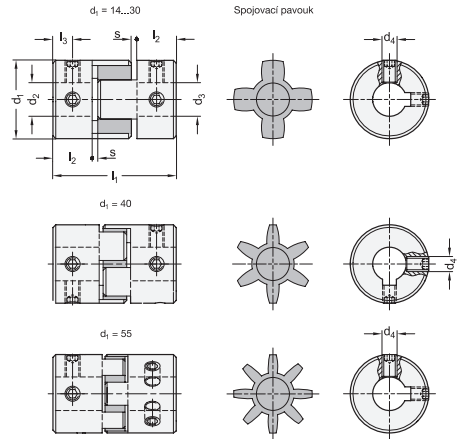 d₁ = 14...30
Spojovací pavouk
l₃
s
l₂
d₄
d₁
d₂
d₃
l₂
s
l₁
d₁ = 40
d₄
d₁ = 55
d₄